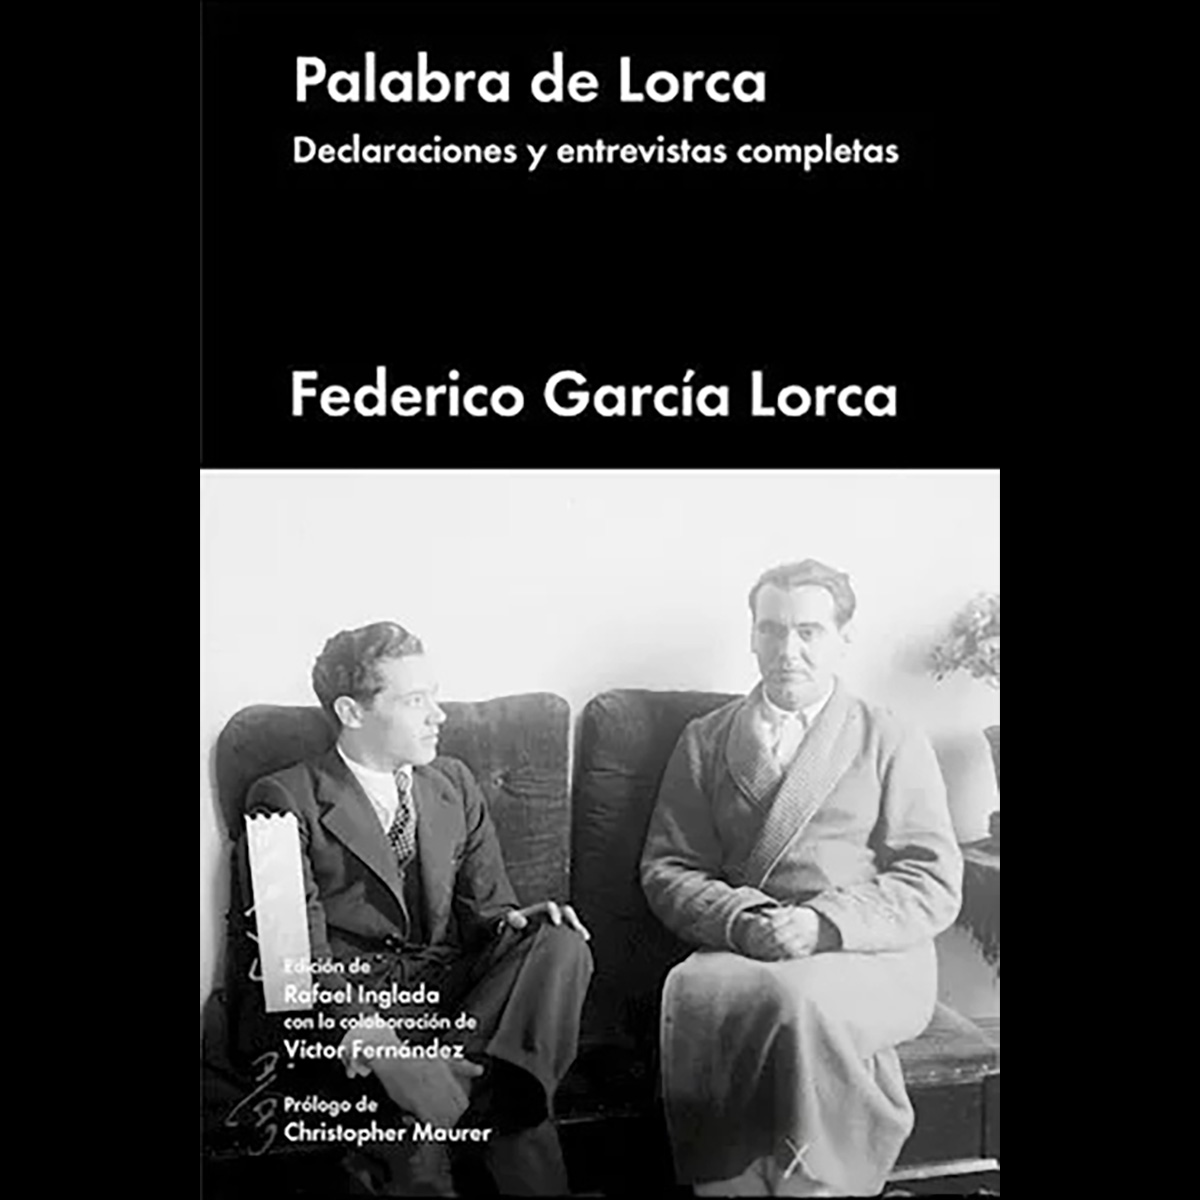 Palabra de Lorca
Declaraciones y entrevistas completas
Federico García Lorca
Edición de
Rafael Inglada
con la colaboración de
Víctor Fernández
Prólogo de
Christopher Maurer
X